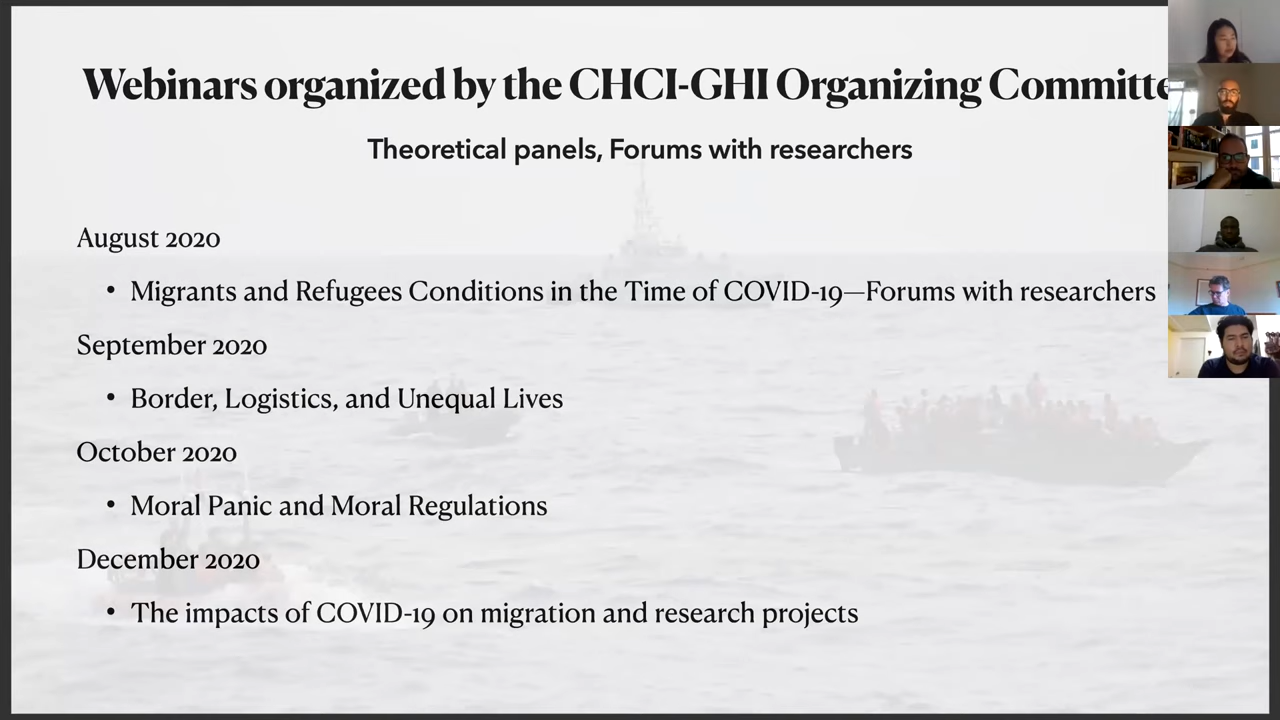 Webinars organized by the CHCI-GHI Organizing Committe
Theoretical panels, Forums with researchers
August 2020
• Migrants and Refugees Conditions in the Time of COVID-19—Forums with researchers
September 2020
• Border, Logistics, and Unequal Lives
October 2020
• Moral Panic and Moral Regulations
December 2020
• The impacts of COVID-19 on migration and research projects